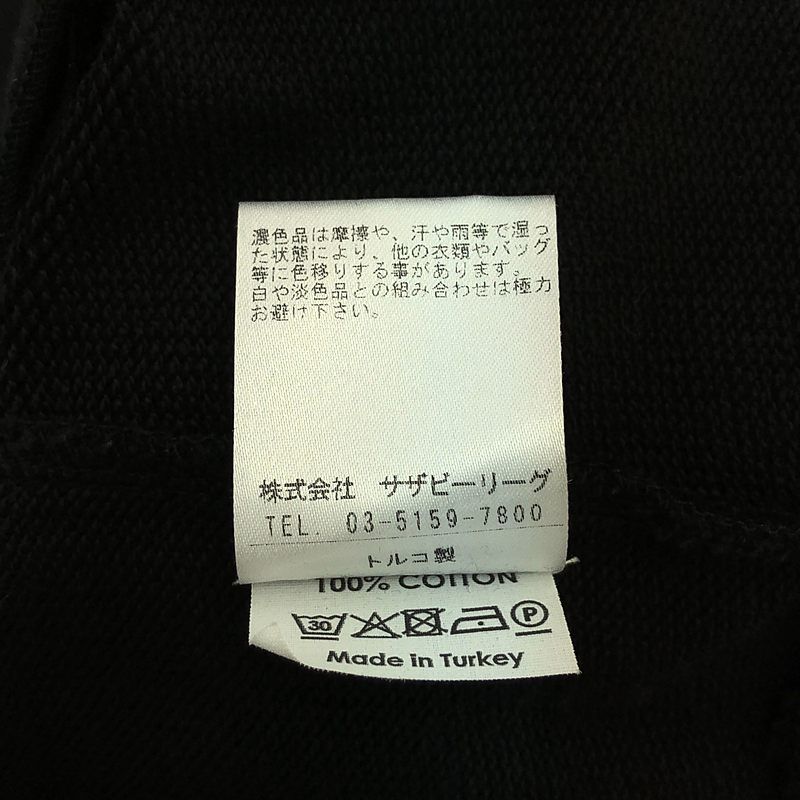 濃色品は摩擦や、汗や雨等で湿っ
た状態により、他の衣類やバッグ
等に色移りする事があります。
白や淡色品との組み合わせは極力
お避け下さい。
株式会社 サザビーリーグ
TEL. 03-5159-7800
トルコ製
100% COTTON
30
P
Made in Turkey